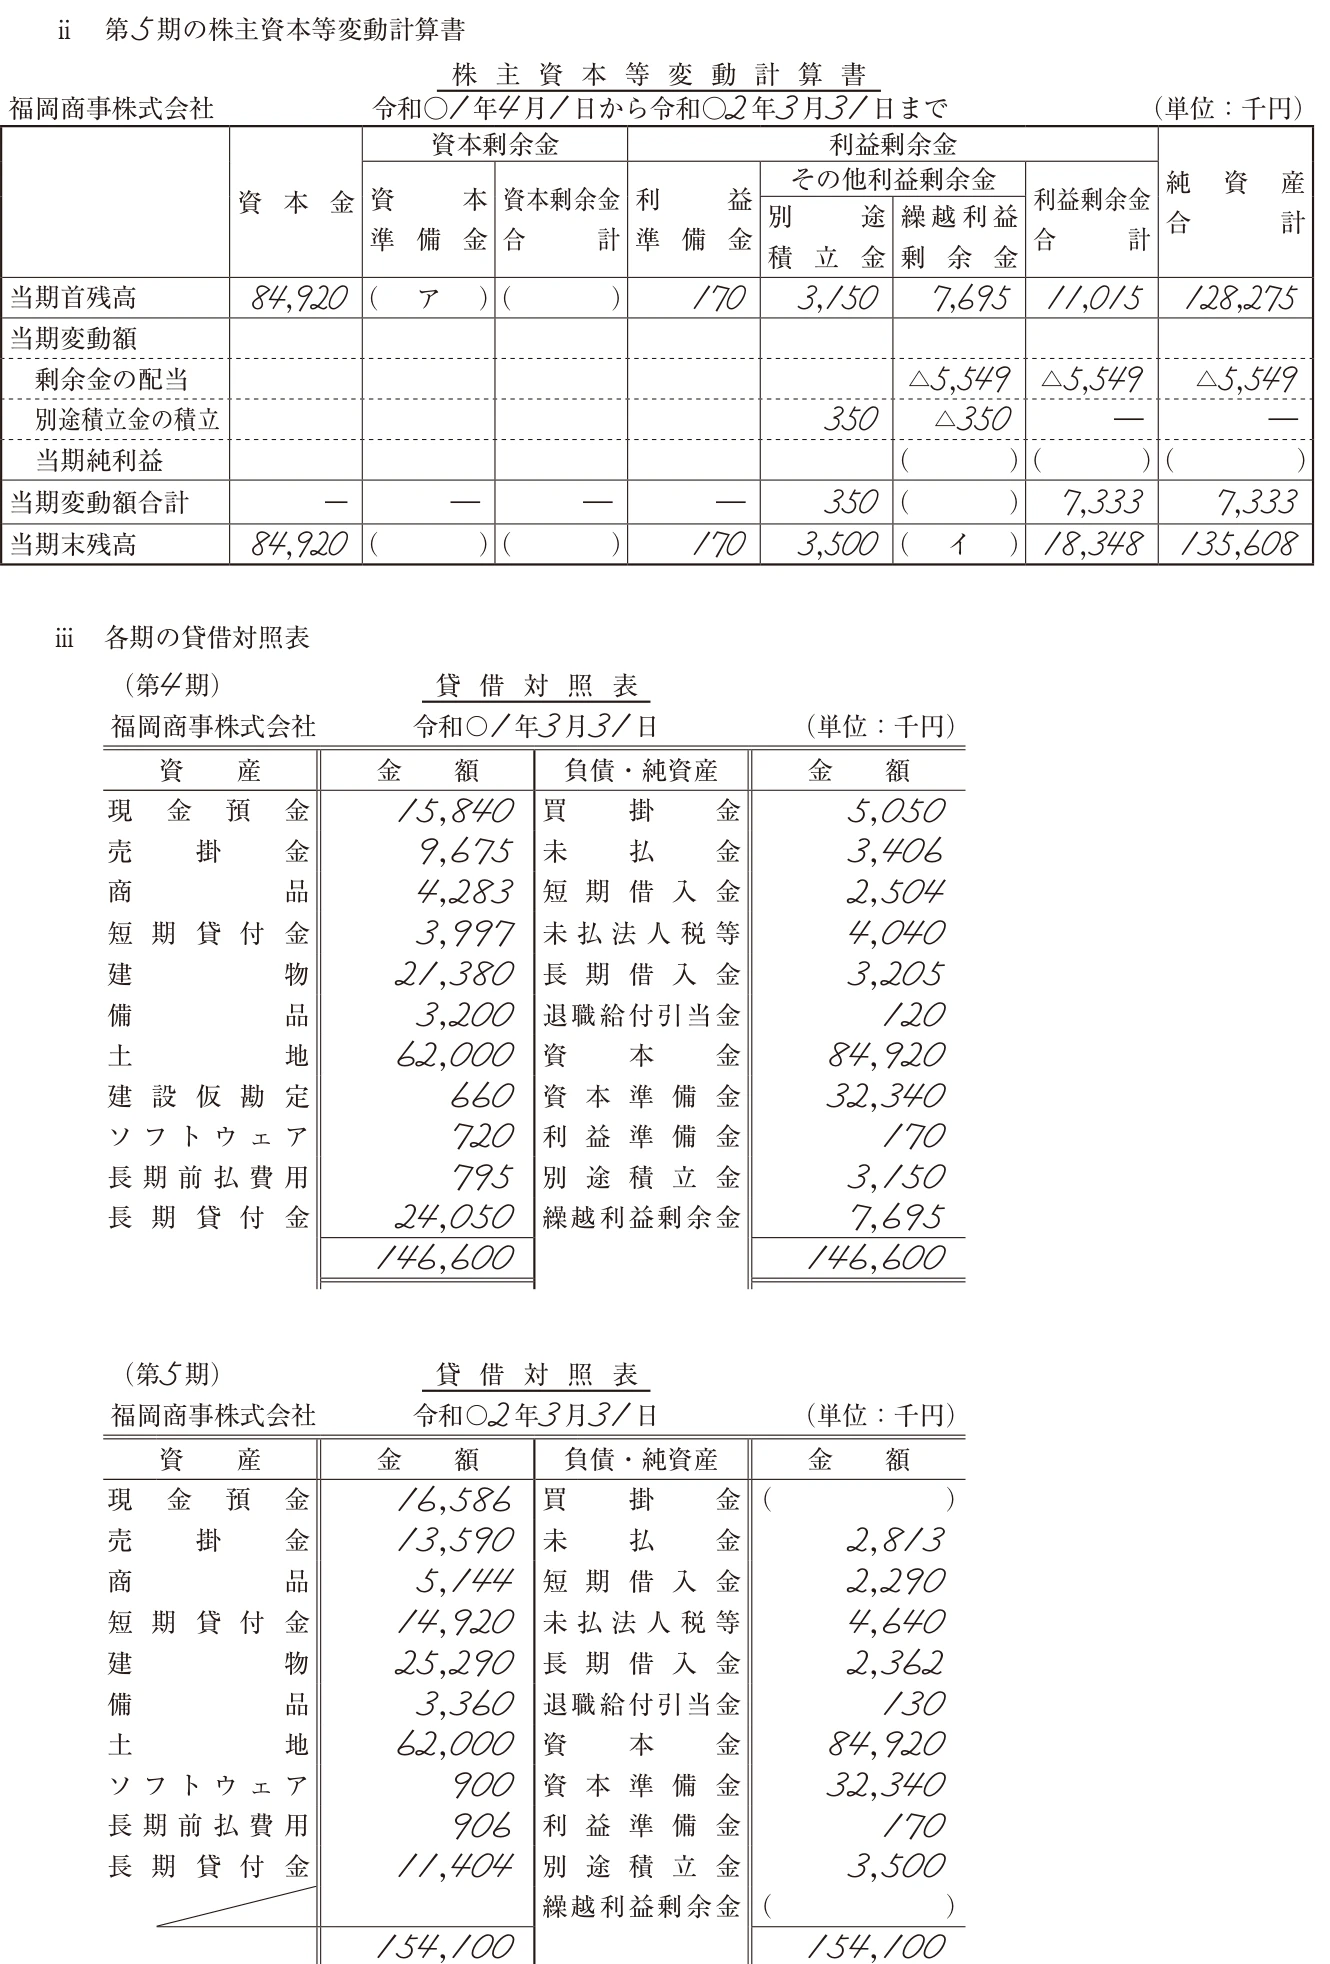 ⅱ 第5期の株主資本等変動計算書
株主資本等変動計算書
福岡商事株式会社 令和○1年4月1日から令和○2年3月31日まで (単位:千円)
資本剰余金 利益剰余金
その他利益剰余金
資本金 資本準備金 資本剰余金合計 利益準備金 別途積立金 繰越利益剰余金 利益剰余金合計 純資産合計
当期首残高 84,920 ( ア ) ( ) 170 3,150 7,695 11,015 128,275
当期変動額
剰余金の配当 △5,549 △5,549 △5,549
別途積立金の積立 350 △350 ― ―
当期純利益 ( ) ( ) ( )
当期変動額合計 ― ― ― ― 350 ( ) 7,333 7,333
当期末残高 84,920 ( ) ( ) 170 3,500 ( イ ) 18,348 135,608
ⅲ 各期の貸借対照表
(第4期) 貸借対照表
福岡商事株式会社 令和○1年3月31日 (単位:千円)
資産 金額 負債・純資産 金額
現金預金 15,840 買掛金 5,050
売掛金 9,675 未払金 3,406
商品 4,283 短期借入金 2,504
短期貸付金 3,997 未払法人税等 4,040
建物 21,380 長期借入金 3,205
備品 3,200 退職給付引当金 120
土地 62,000 資本金 84,920
建設仮勘定 660 資本準備金 32,340
ソフトウェア 720 利益準備金 170
長期前払費用 795 別途積立金 3,150
長期貸付金 24,050 繰越利益剰余金 7,695
146,600 146,600
(第5期) 貸借対照表
福岡商事株式会社 令和○2年3月31日 (単位:千円)
資産 金額 負債・純資産 金額
現金預金 16,586 買掛金 ( )
売掛金 13,590 未払金 2,813
商品 5,144 短期借入金 2,290
短期貸付金 14,920 未払法人税等 4,640
建物 25,290 長期借入金 2,362
備品 3,360 退職給付引当金 130
土地 62,000 資本金 84,920
ソフトウェア 900 資本準備金 32,340
長期前払費用 906 利益準備金 170
長期貸付金 11,404 別途積立金 3,500
繰越利益剰余金 ( )
154,100 154,100